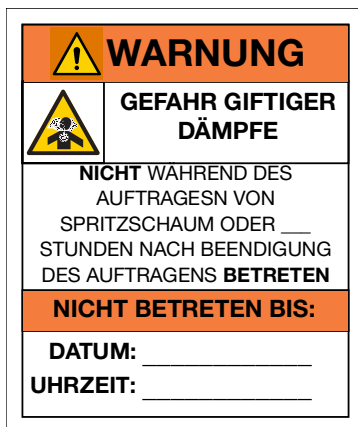 WARNUNG
GEFAHR GIFTIGER
DÄMPFE
NICHT WÄHREND DES
AUFTRAGESN VON
SPRITZSCHAUM ODER ___
STUNDEN NACH BEENDIGUNG
DES AUFTRAGENS BETRETEN
NICHT BETRETEN BIS:
DATUM: ____________
UHRZEIT: ____________